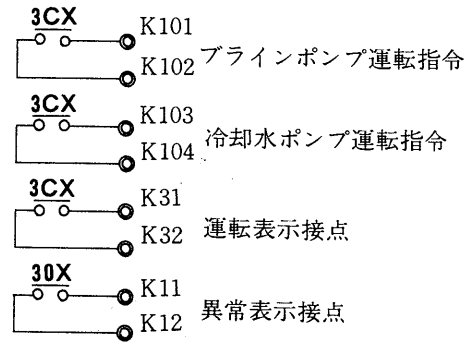 3CX
K101
K102
ブラインポンプ運転指令
3CX
K103
K104
冷却水ポンプ運転指令
3CX
K31
K32
運転表示接点
30X
K11
K12
異常表示接点